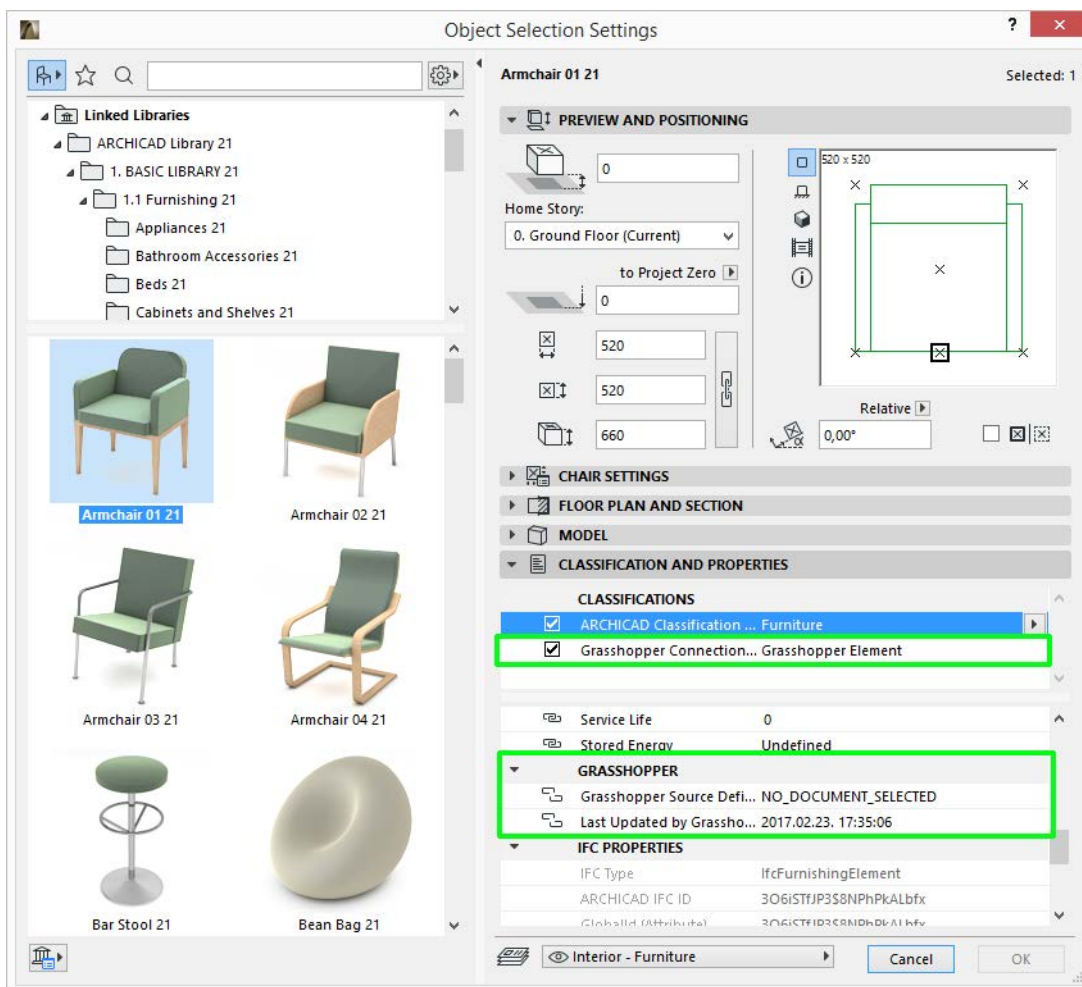 Object Selection Settings
?
Linked Libraries
ARCHICAD Library 21
1. BASIC LIBRARY 21
1.1 Furnishing 21
Appliances 21
Bathroom Accessories 21
Beds 21
Cabinets and Shelves 21
Armchair 01 21
Armchair 02 21
Armchair 03 21
Armchair 04 21
Bar Stool 21
Bean Bag 21
Armchair 01 21
Selected: 1
PREVIEW AND POSITIONING
0
Home Story:
0. Ground Floor (Current)
to Project Zero
0
520
520
660
520 x 520
Relative
α
0,00°
CHAIR SETTINGS
FLOOR PLAN AND SECTION
MODEL
CLASSIFICATION AND PROPERTIES
CLASSIFICATIONS
ARCHICAD Classification ... Furniture
Grasshopper Connection... Grasshopper Element
Service Life 0
Stored Energy Undefined
GRASSHOPPER
Grasshopper Source Defi... NO_DOCUMENT_SELECTED
Last Updated by Grassho... 2017.02.23. 17:35:06
IFC PROPERTIES
IFC Type IfcFurnishingElement
ARCHICAD IFC ID 3O6iSTfJP3S8NPhPkALbfx
GlobalId (Attribute) 3O6iSTfJP3S8NPhPkALbfx
Interior - Furniture
Cancel
OK